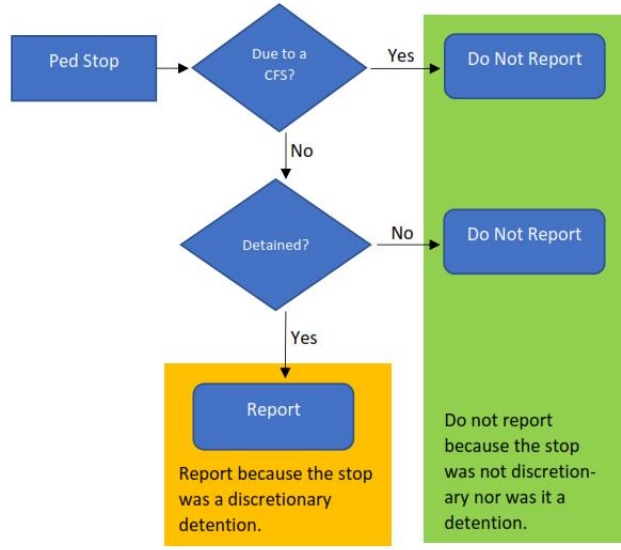 Ped Stop
Due to a
CFS?
Yes
Do Not Report
No
Detained?
No
Do Not Report
Yes
Report
Report because the stop
was a discretionary
detention.
Do not report
because the stop
was not discretion-
ary nor was it a
detention.